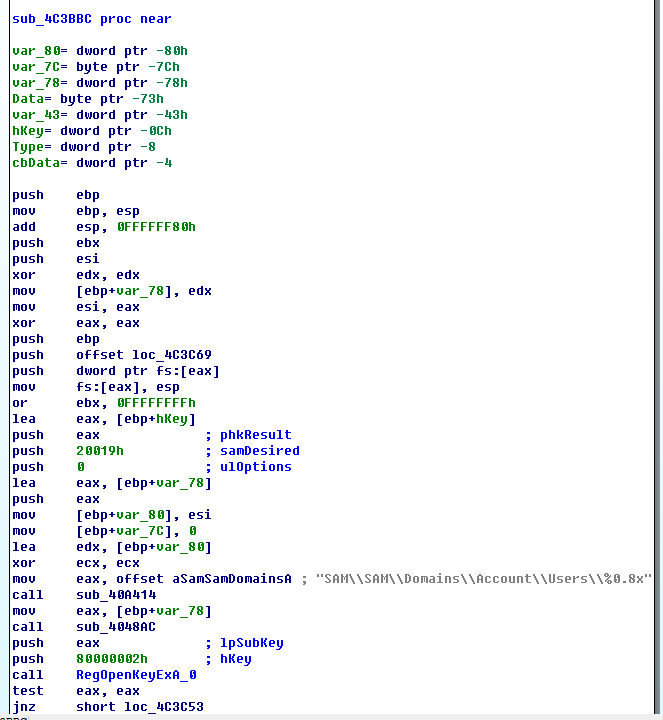 sub_4C3BBC proc near
var_80= dword ptr -80h
var_7C= byte ptr -7Ch
var_78= dword ptr -78h
Data= byte ptr -73h
var_43= dword ptr -43h
hKey= dword ptr -0Ch
Type= dword ptr -8
cbData= dword ptr -4
push ebp
mov ebp, esp
add esp, 0FFFFFF80h
push ebx
push esi
xor edx, edx
mov [ebp+var_78], edx
mov esi, eax
xor eax, eax
push ebp
push offset loc_4C3C69
push dword ptr fs:[eax]
mov fs:[eax], esp
or ebx, 0FFFFFFFFh
lea eax, [ebp+hKey]
push eax ; phkResult
push 20019h ; samDesired
push 0 ; ulOptions
lea eax, [ebp+var_78]
push eax
mov [ebp+var_80], esi
mov [ebp+var_7C], 0
lea edx, [ebp+var_80]
xor ecx, ecx
mov eax, offset aSamSamDomainsA ; "SAM\\SAM\\Domains\\Account\\Users\\%0.8x"
call sub_40A414
mov eax, [ebp+var_78]
call sub_4048AC
push eax ; lpSubKey
push 80000002h ; hKey
call RegOpenKeyExA_0
test eax, eax
jnz short loc_4C3C53